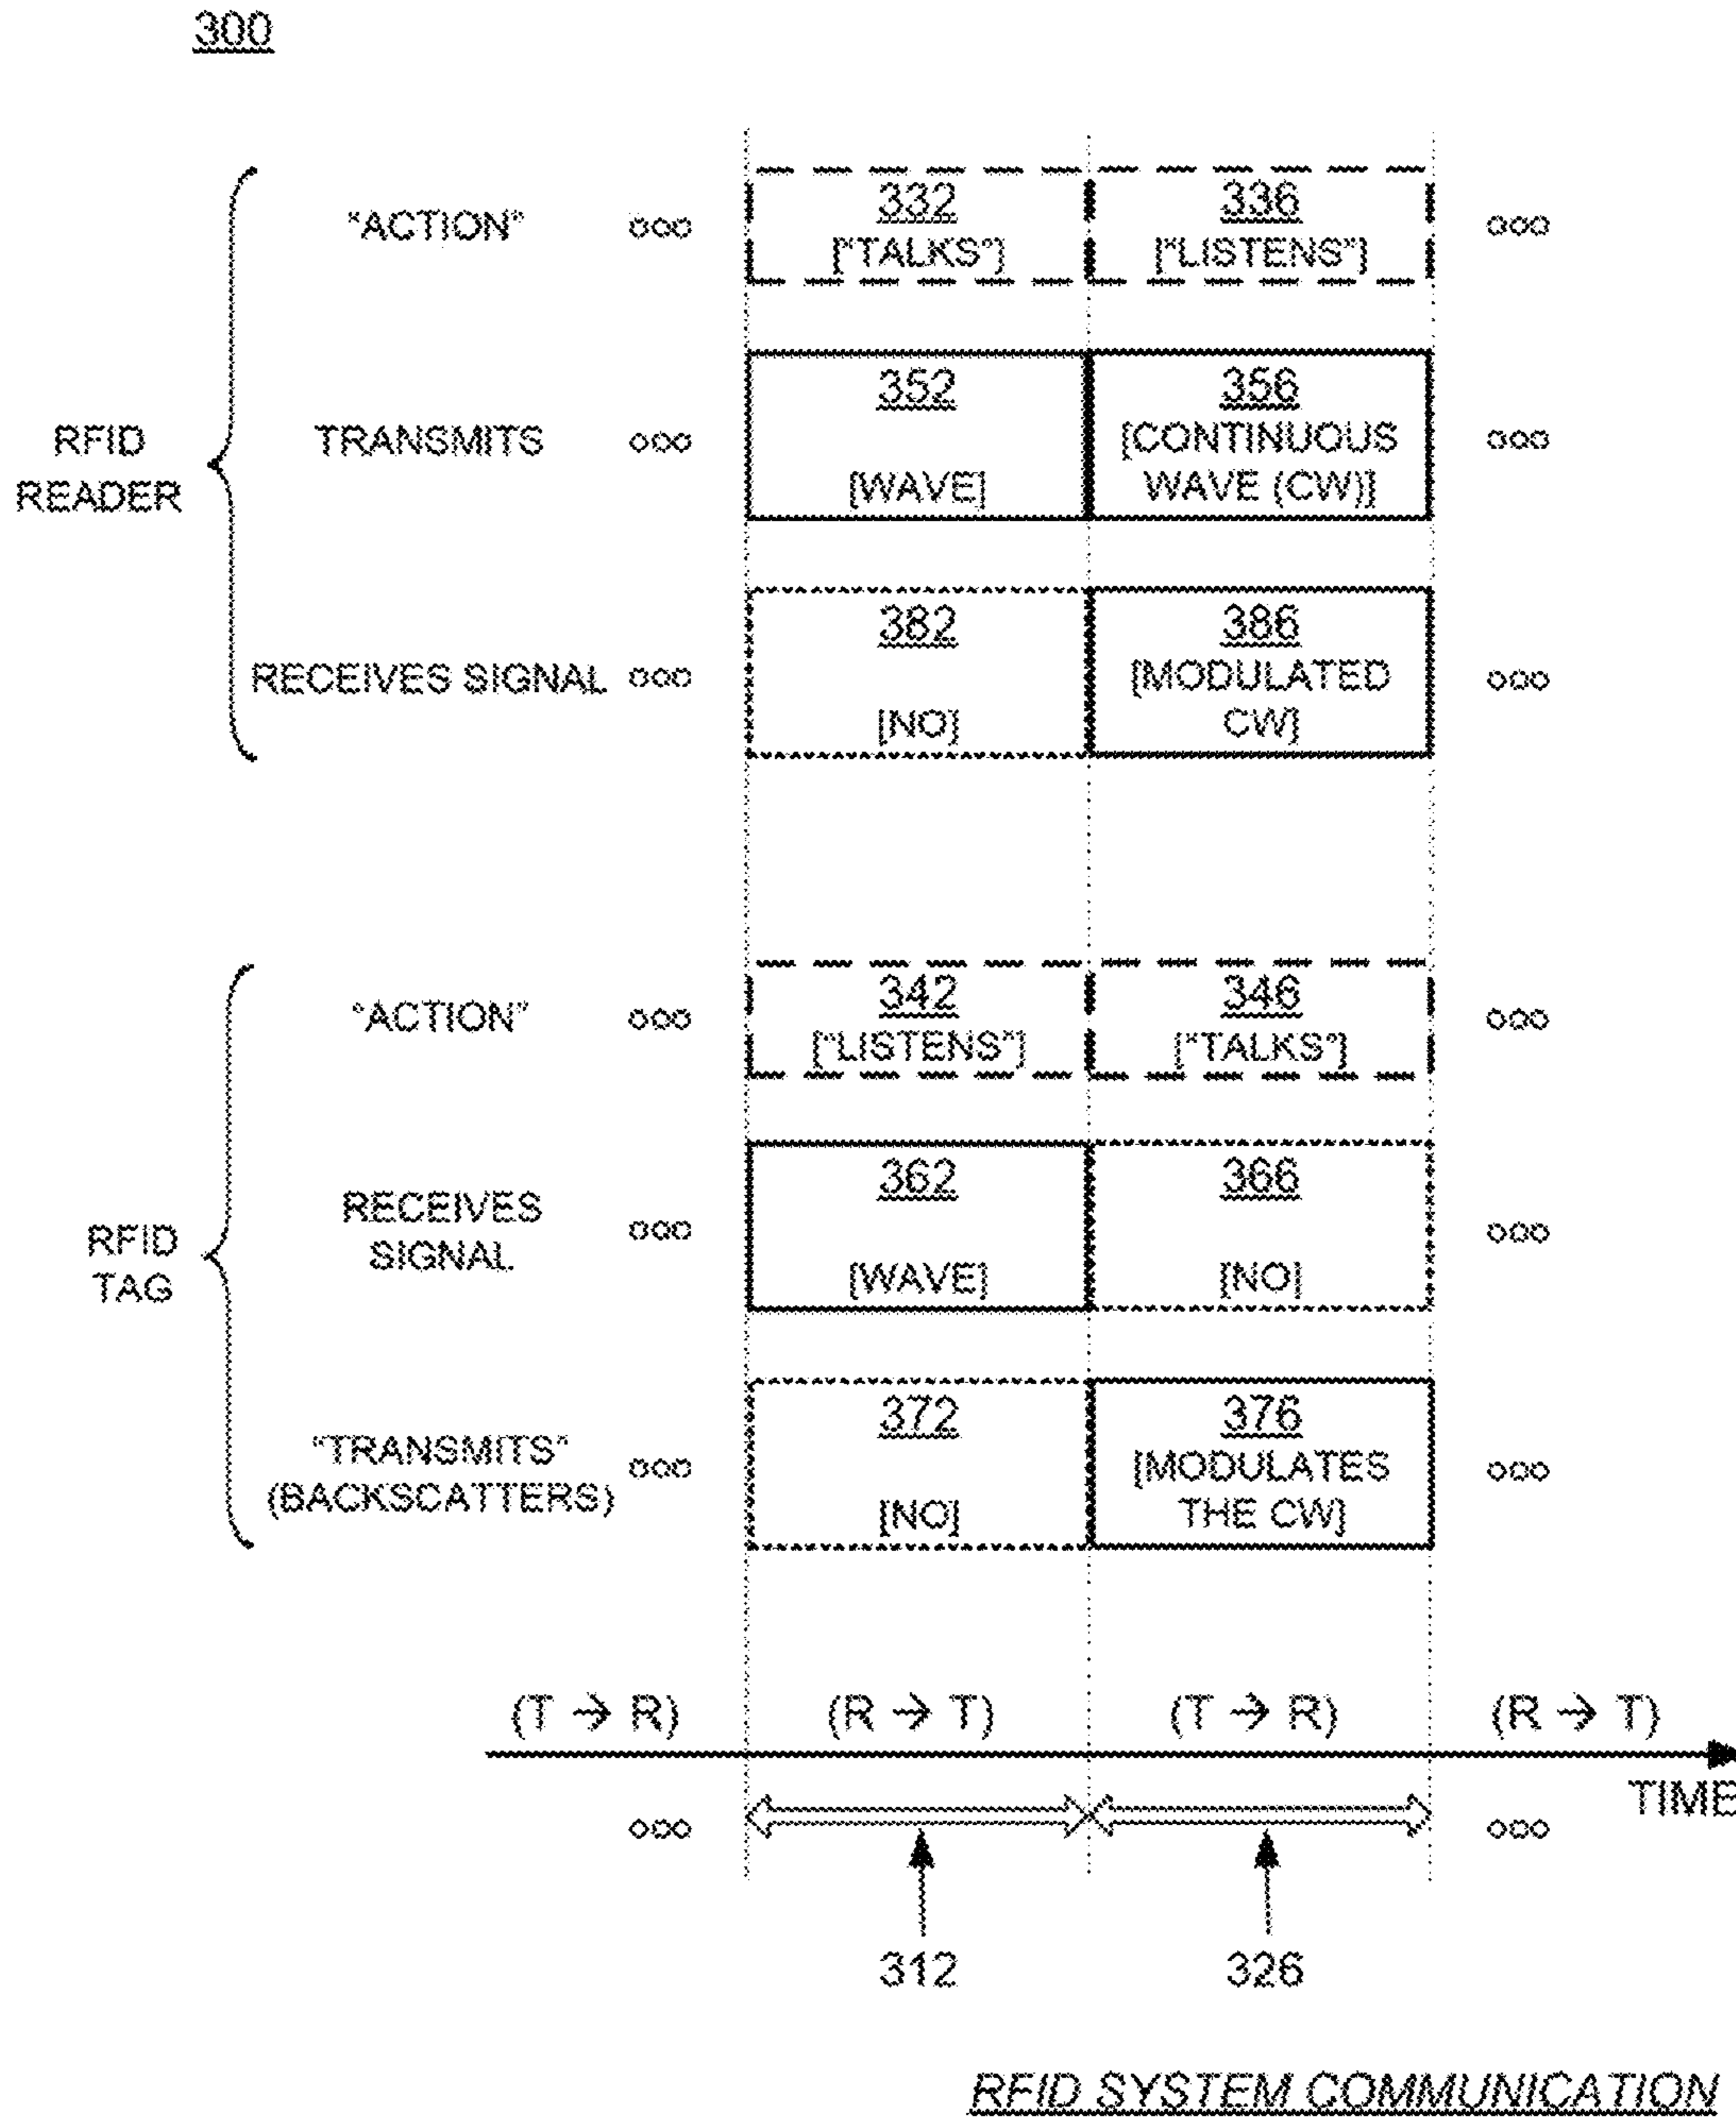 300
"ACTION"
332
["TALKS"]
336
["LISTENS"]
RFID
READER
TRANSMITS
352
[WAVE]
356
[CONTINUOUS
WAVE (CW)]
RECEIVES SIGNAL
382
[NO]
386
[MODULATED
CW]
"ACTION"
342
["LISTENS"]
346
["TALKS"]
RFID
TAG
RECEIVES
SIGNAL
362
[WAVE]
366
[NO]
"TRANSMITS"
(BACKSCATTERS)
372
[NO]
376
[MODULATES
THE CW]
(T → R) (R → T) (T → R) (R → T)
TIME
312 326
RFID SYSTEM COMMUNICATION